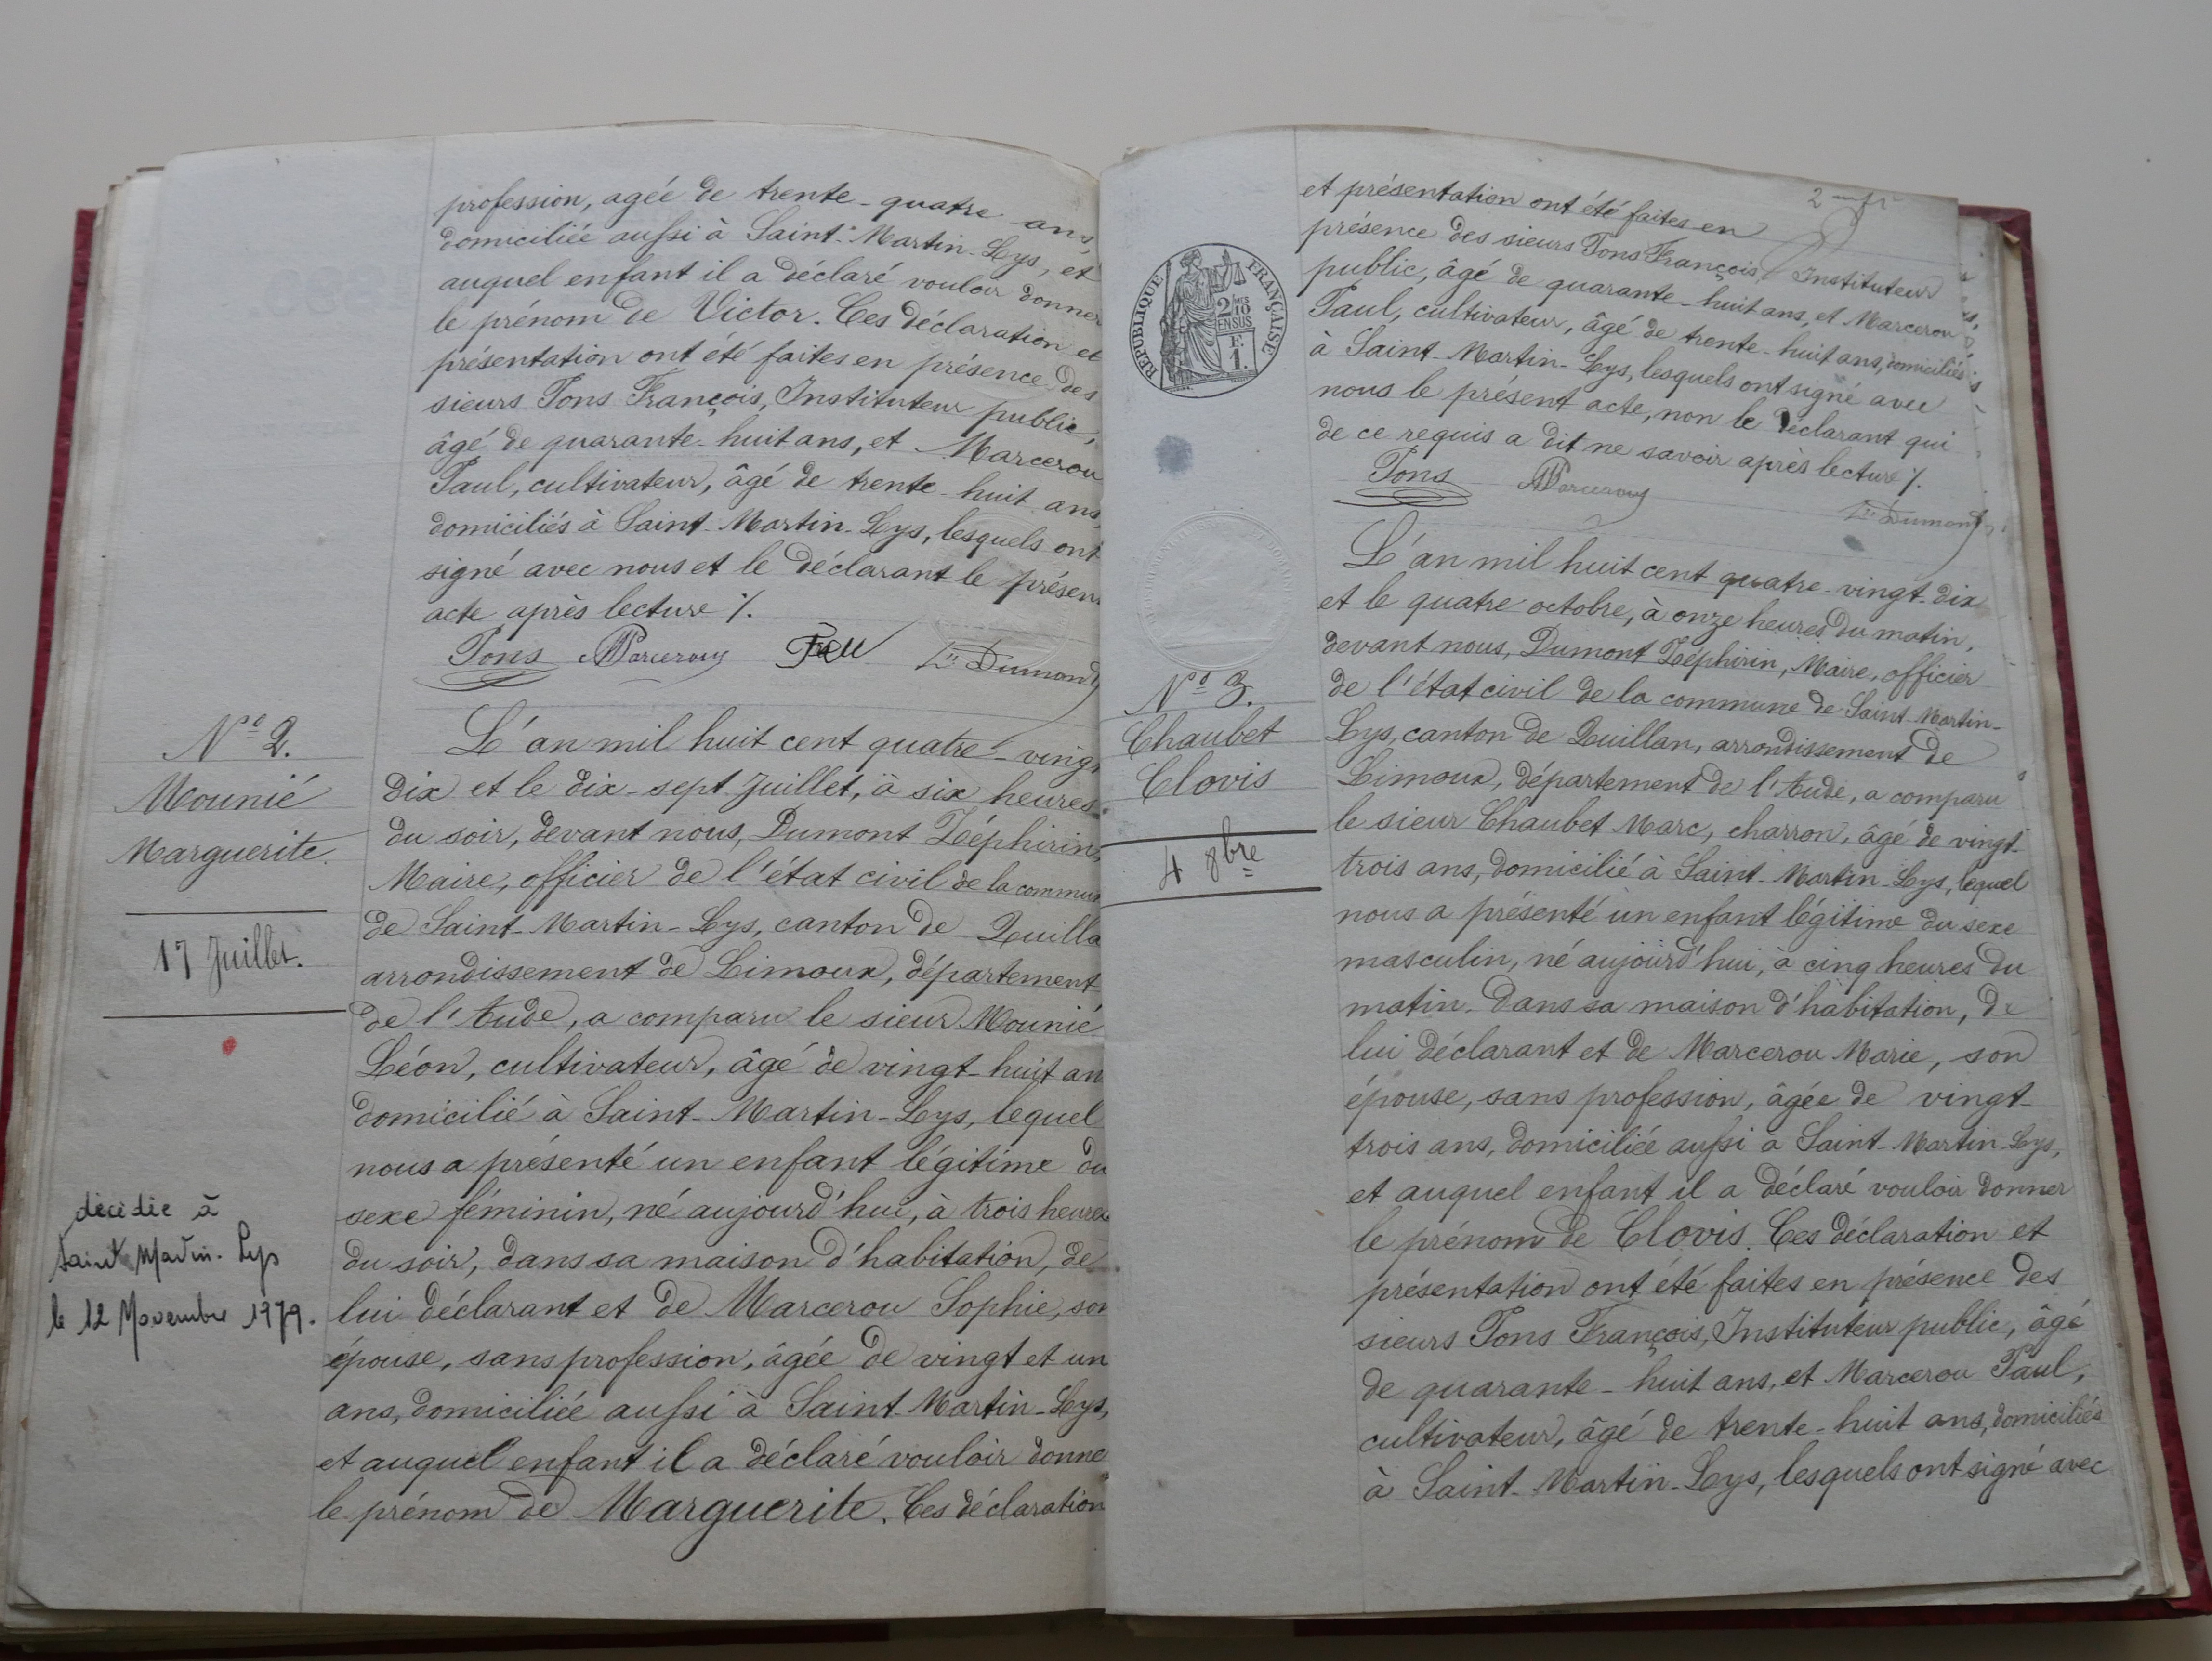 profession, agée de trente-quatre ans,
domiciliée aussi à Saint-Martin-Lys, et
auquel enfant il a déclaré vouloir donner
le prénom de Victor. Ces déclaration et
présentation ont été faites en présence des
sieurs Tons François, Instituteur public,
âgé de quarante-huit ans, et Marcerou
Paul, cultivateur, âgé de trente-huit ans,
domiciliés à Saint-Martin-Lys, lesquels ont
signé avec nous et le déclarant le présen
acte après lecture ./.
Tons Marcerou Dumont
N° 2.
Mounié
Marguerite.
17 Juillet.
décédée à
Saint Martin-Lys
le 12 Novembre 1979.
L'an mil huit cent quatre-ving
dix et le dix-sept Juillet, à six heures
du soir, devant nous, Dumont Zéphirin,
Maire, officier de l'état civil de la commun
de Saint-Martin-Lys, canton de Quilla
arrondissement de Limoux, département
de l'Aude, a comparu le sieur Mounié
Léon, cultivateur, âgé de vingt-huit an
domicilié à Saint-Martin-Lys, lequel
nous a présenté un enfant légitime du
sexe féminin, né aujourd'hui, à trois heures
du soir, dans sa maison d'habitation, de
lui déclarant et de Marcerou Sophie, son
épouse, sans profession, âgée de vingt et un
ans, domiciliée aussi à Saint-Martin-Lys,
et auquel enfant il a déclaré vouloir donne
le prénom de Marguerite. Ces déclaration
et présentation ont été faites en
présence des sieurs Tons François, Instituteur
public, âgé de quarante-huit ans, et Marcerou
Paul, cultivateur, âgé de trente-huit ans, domiciliés
à Saint-Martin-Lys, lesquels ont signé avec
nous le présent acte, non le déclarant qui
de ce requis a dit ne savoir après lecture ./.
Tons Marcerou Dumont
RÉPUBLIQUE FRANÇAISE
2/10
EN SUS
F.
1.
N° 3.
Chaubet
Clovis
4 8bre
L'an mil huit cent quatre-vingt-dix
et le quatre octobre, à onze heures du matin,
devant nous, Dumont Zéphirin, Maire, officier
de l'état civil de la commune de Saint-Martin-
Lys, canton de Quillan, arrondissement de
Limoux, département de l'Aude, a comparu
le sieur Chaubet Marc, charron, âgé de vingt-
trois ans, domicilié à Saint-Martin-Lys, lequel
nous a présenté un enfant légitime du sexe
masculin, né aujourd'hui, à cinq heures du
matin dans sa maison d'habitation, de
lui déclarant et de Marcerou Marie, son
épouse, sans profession, âgée de vingt-
trois ans, domiciliée aussi a Saint-Martin-Lys,
et auquel enfant il a déclaré vouloir donner
le prénom de Clovis. Ces déclaration et
présentation ont été faites en présence des
sieurs Tons François, Instituteur public, âgé
de quarante-huit ans, et Marcerou Paul,
cultivateur, âgé de trente-huit ans, domiciliés
à Saint-Martin-Lys, lesquels ont signé avec